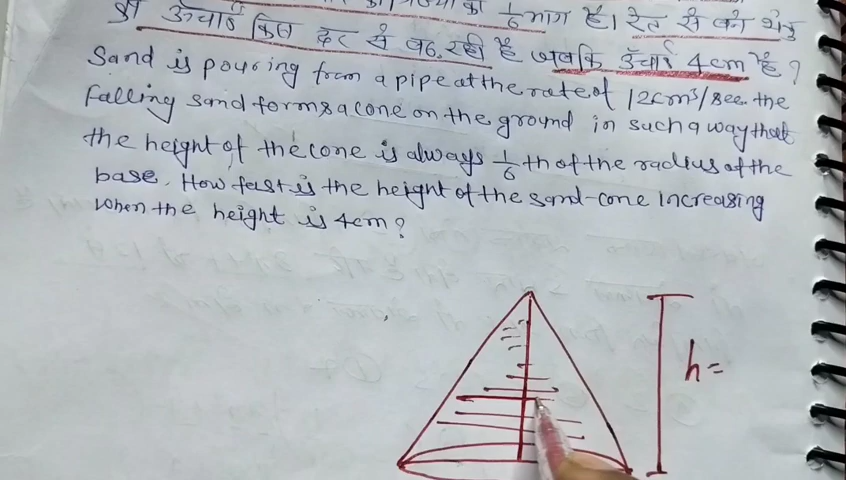 का 1/6 भाग है। रेत से बने शंकु
की ऊँचाई किस दर से बढ़ रही है जबकि ऊँचाई 4cm है ?
Sand is pouring from a pipe at the rate of 12cm³/see. the
falling sand forms a cone on the ground in such a way that
the height of the cone is always 1/6 th of the radius of the
base. How fast is the height of the sand-cone increasing
when the height is 4cm?
h=